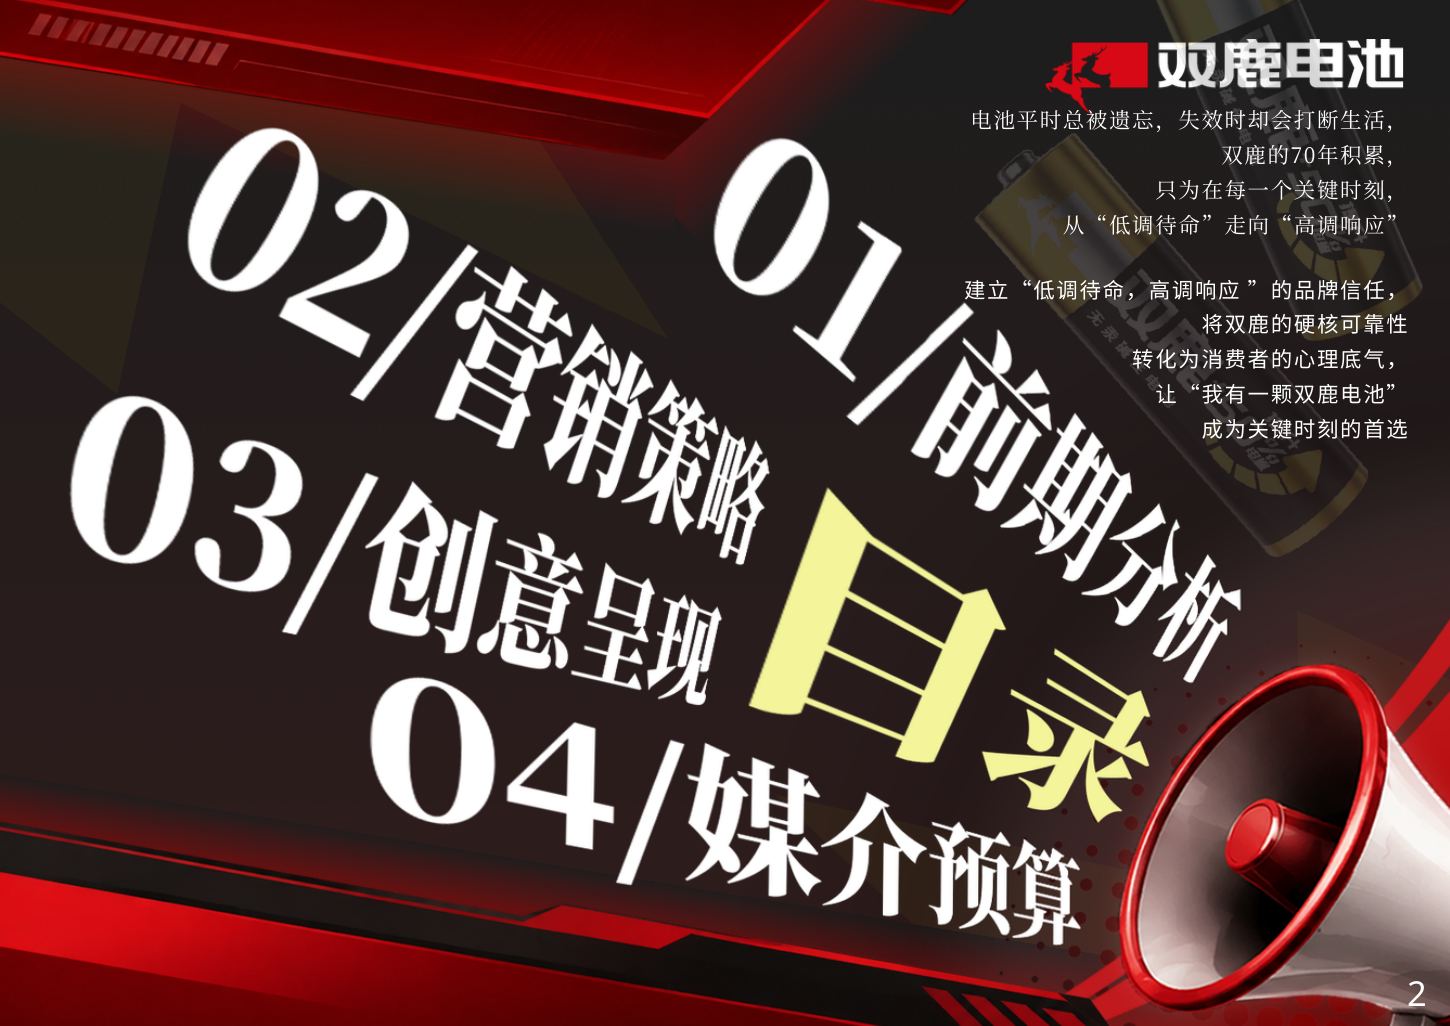 双鹿电池
电池平时总被遗忘，失效时却会打断生活，
双鹿的70年积累，
只为在每一个关键时刻，
从“低调待命”走向“高调响应”
建立“低调待命，高调响应 ”的品牌信任，
将双鹿的硬核可靠性
转化为消费者的心理底气，
让“我有一颗双鹿电池”
成为关键时刻的首选
目录
01/前期分析
02/营销策略
03/创意呈现
04/媒介预算
2